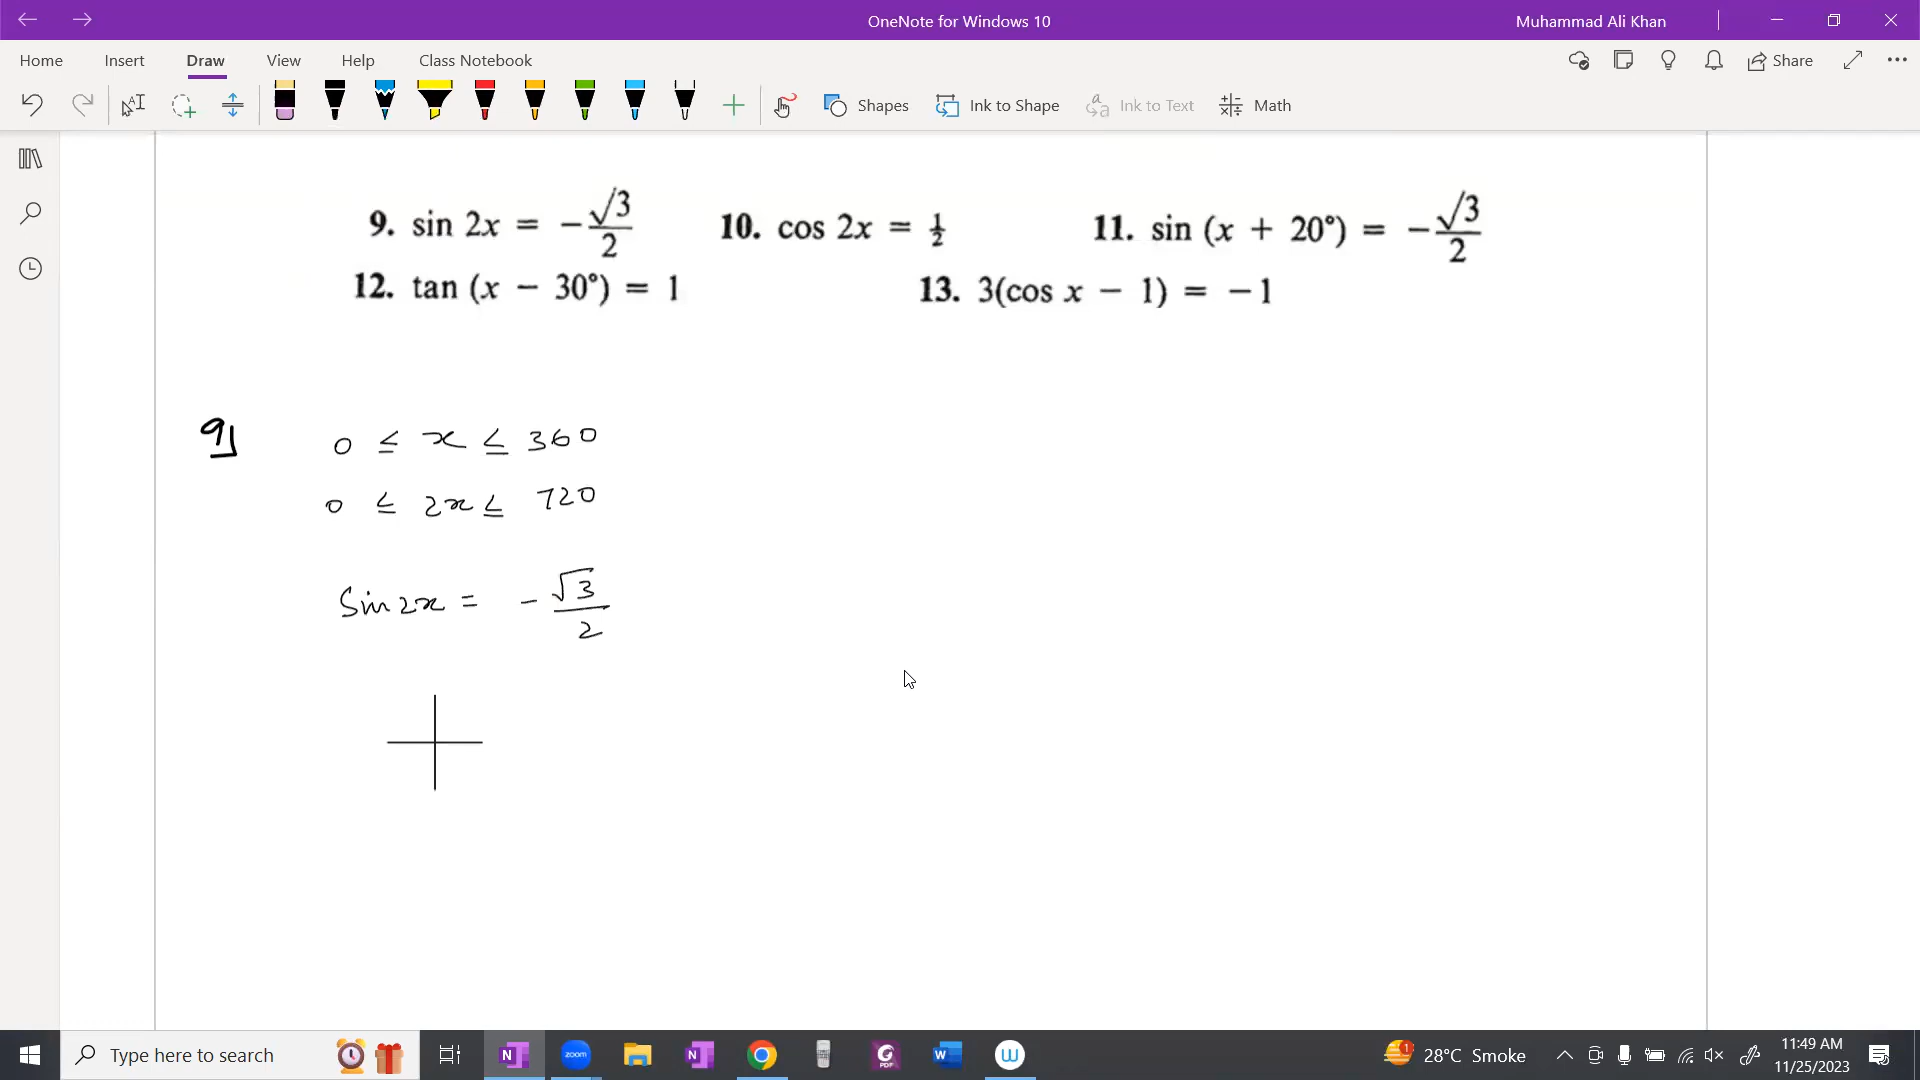 OneNote for Windows 10
Muhammad Ali Khan
Home Insert Draw View Help Class Notebook Share
Shapes Ink to Shape Ink to Text Math
9. sin 2x = -√3/2 10. cos 2x = 1/2 11. sin (x + 20°) = -√3/2
12. tan (x − 30°) = 1 13. 3(cos x − 1) = −1
9] 0 ≤ x ≤ 360
0 ≤ 2x ≤ 720
Sin 2x = - √3/2
Type here to search
28°C Smoke
11:49 AM
11/25/2023